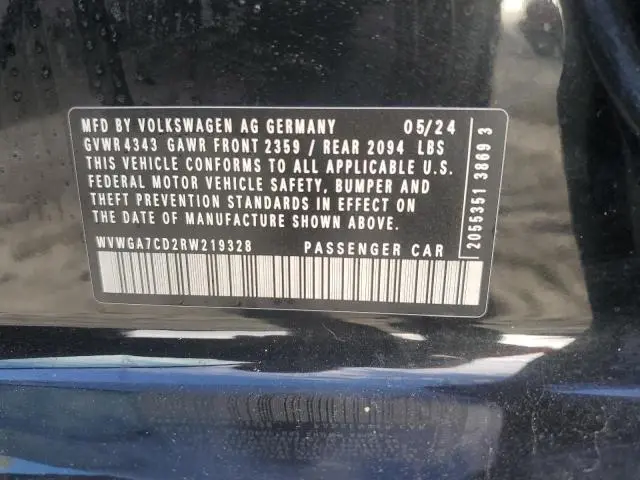 MFD BY VOLKSWAGEN AG GERMANY 05/24
GVWR 4343 GAWR FRONT 2359 / REAR 2094 LBS
THIS VEHICLE CONFORMS TO ALL APPLICABLE U.S.
FEDERAL MOTOR VEHICLE SAFETY, BUMPER AND
THEFT PREVENTION STANDARDS IN EFFECT ON
THE DATE OF MANUFACTURE SHOWN ABOVE.
WVWGA7CD2RW219328 PASSENGER CAR
2055351 3869 3